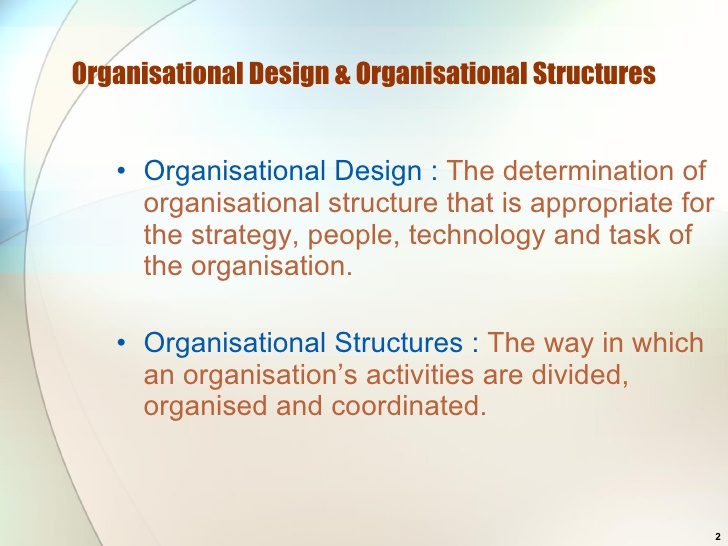 Organisational Design & Organisational Structures
• Organisational Design : The determination of
organisational structure that is appropriate for
the strategy, people, technology and task of
the organisation.
• Organisational Structures : The way in which
an organisation’s activities are divided,
organised and coordinated.
2